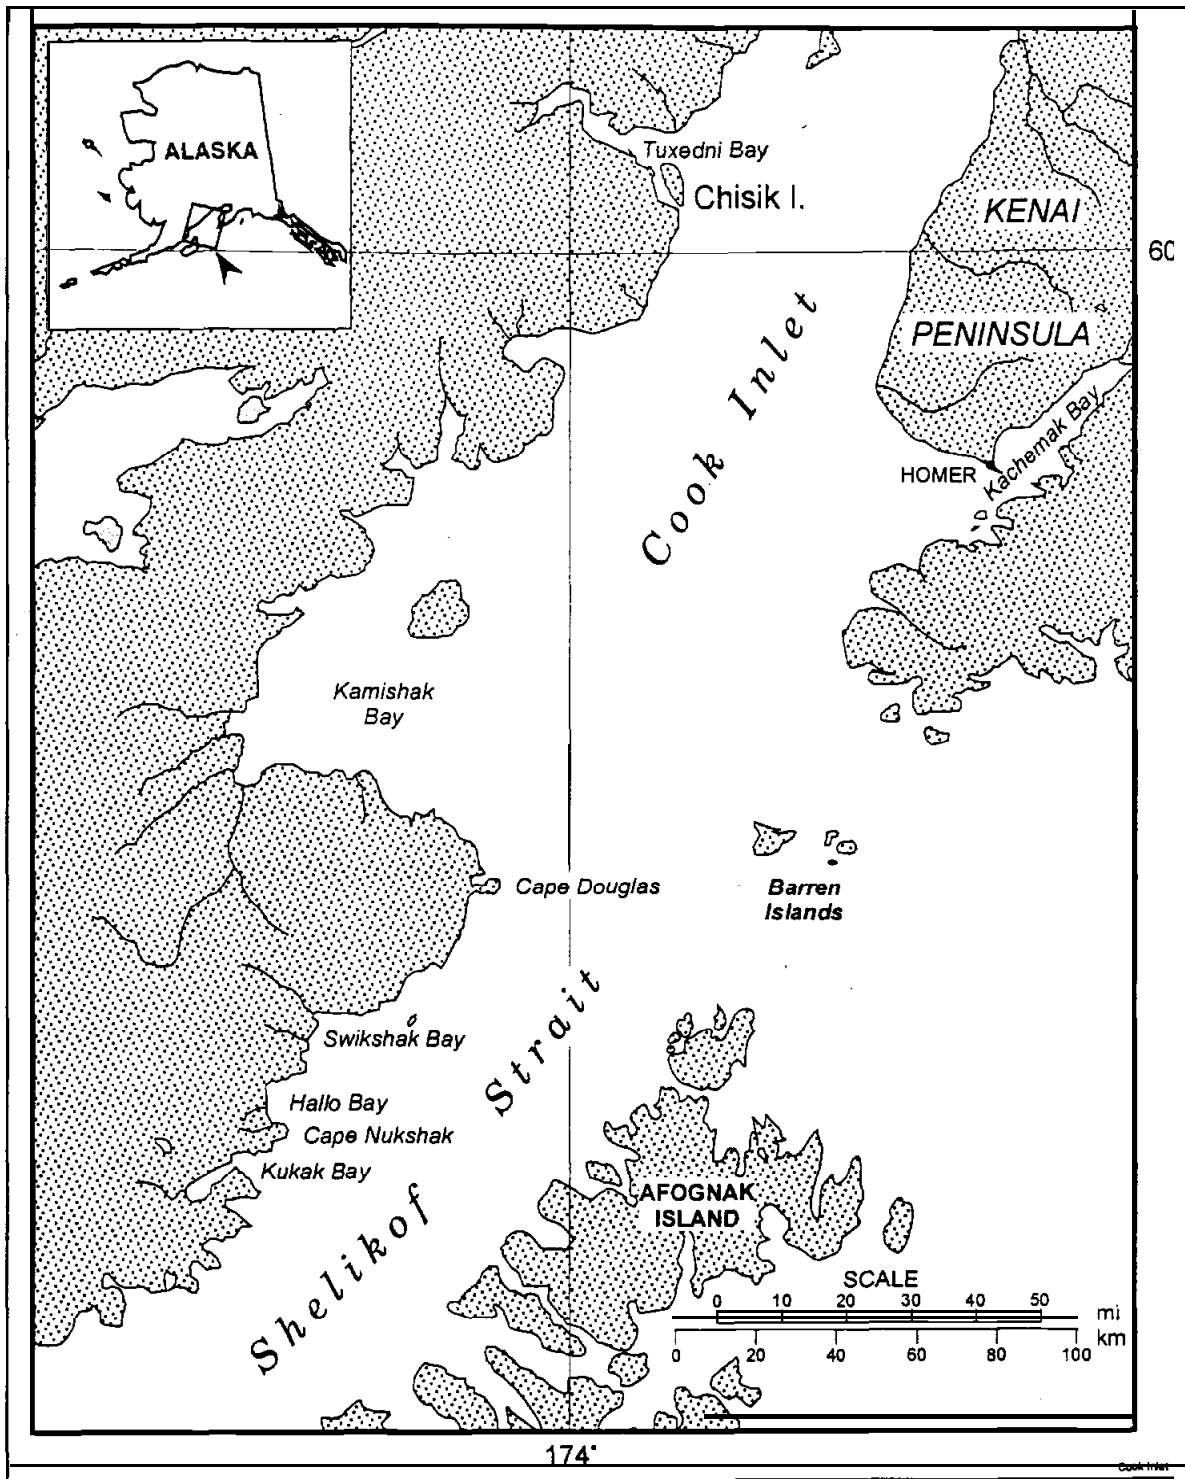 ALASKA
Tuxedni Bay
Chisik I.
KENAI
60
PENINSULA
Cook Inlet
Kachemak Bay
HOMER
Kamishak
Bay
Cape Douglas
Barren
Islands
Swikshak Bay
Hallo Bay
Cape Nukshak
Kukak Bay
Shelikof Strait
AFOGNAK
ISLAND
SCALE
0 10 20 30 40 50
mi
km
0 20 40 60 80 100
174°
Cook Inlet